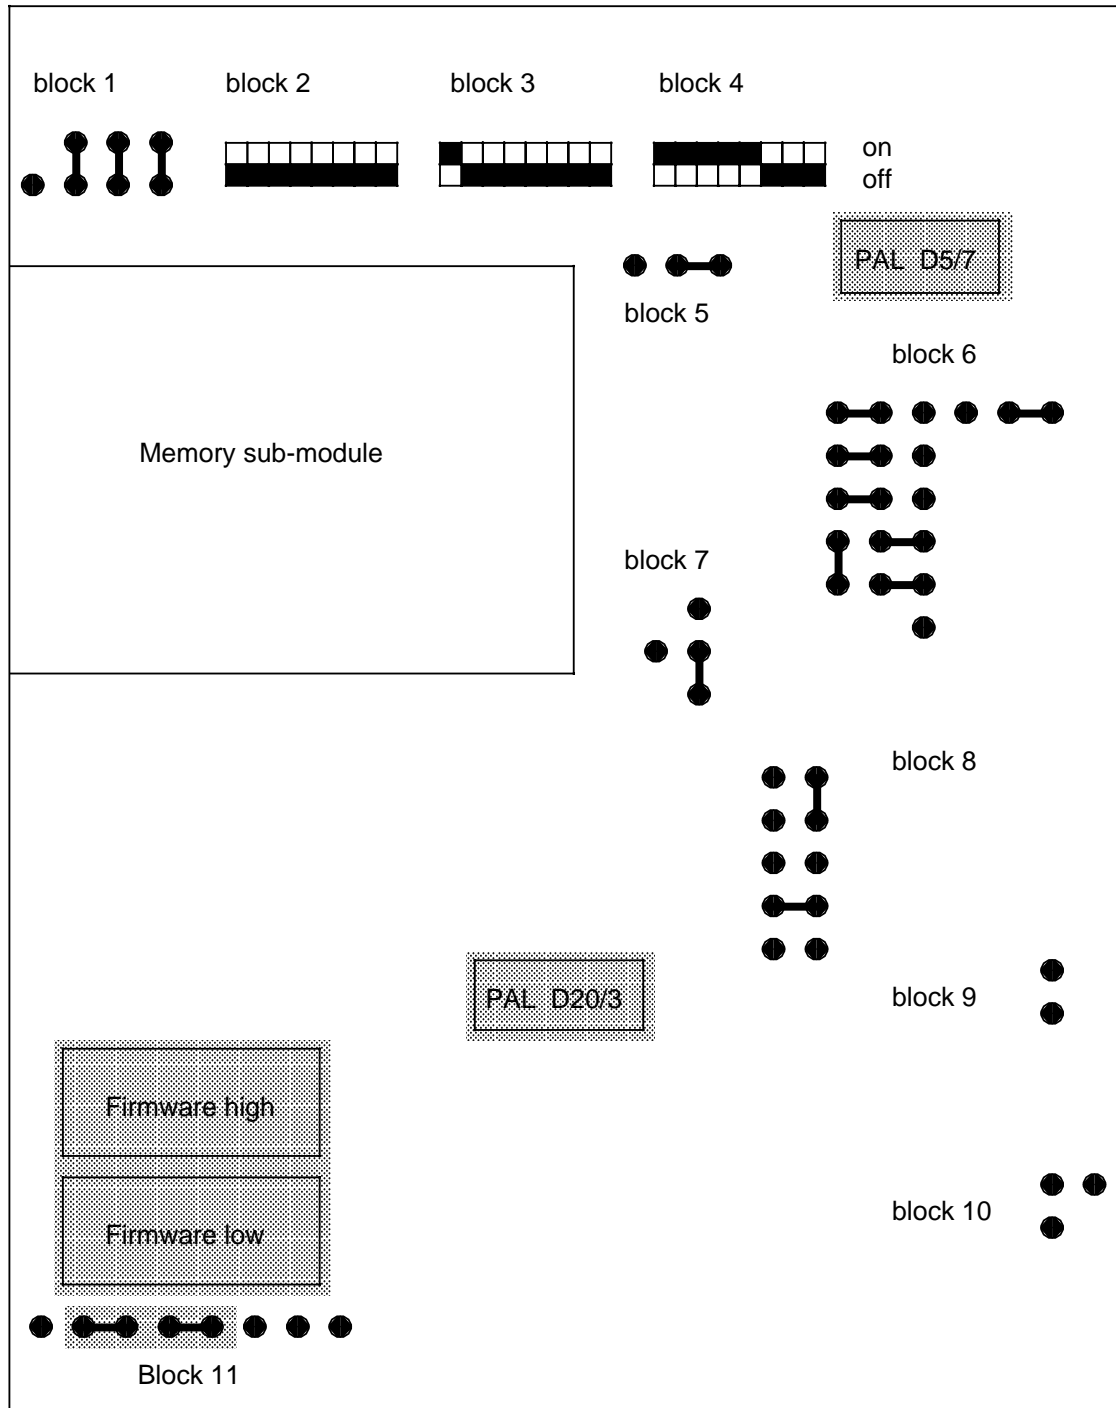 block 1
block 2
block 3
block 4
on
off
PAL D5/7
block 5
block 6
Memory sub-module
block 7
block 8
PAL D20/3
block 9
Firmware high
block 10
Firmware low
Block 11